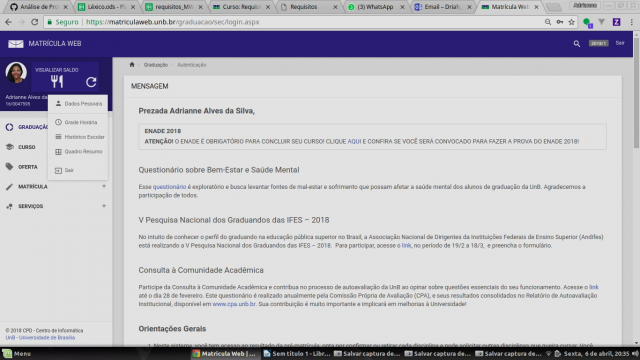 Análise de Pro
Léxico.ods - Plan
requisitos_MW
Curso: Requisi
Requisitos
(3) WhatsApp
Email – Drialv
Matrícula Web
Adrianne
Seguro
https://matriculaweb.unb.br/graduacao/sec/login.aspx
MATRÍCULA WEB
2018/1
Sair
VISUALIZAR SALDO
Adrianne Alves da
16/0047595
Dados Pessoais
Grade Horária
Histórico Escolar
Quadro Resumo
Sair
GRADUAÇÃO
CURSO
OFERTA
MATRÍCULA +
SERVIÇOS +
Graduação Autenticação
MENSAGEM
Prezada Adrianne Alves da Silva,
ENADE 2018
ATENÇÃO! O ENADE É OBRIGATÓRIO PARA CONCLUIR SEU CURSO! CLIQUE AQUI E CONFIRA SE VOCÊ SERÁ CONVOCADO PARA FAZER A PROVA DO ENADE 2018!
Questionário sobre Bem-Estar e Saúde Mental
Esse questionário é exploratório e busca levantar fontes de mal-estar e sofrimento que possam afetar a saúde mental dos alunos de graduação da UnB. Agradecemos a
participação de todos.
V Pesquisa Nacional dos Graduandos das IFES – 2018
No intuito de conhecer o perfil do graduando na educação pública superior no Brasil, a Associação Nacional de Dirigentes da Instituições Federais de Ensino Superior (Andifes)
está realizando a V Pesquisa Nacional dos Graduandos das IFES – 2018. Para participar, acesse o link, no período de 19/2 a 18/3, e preencha o formulário.
Consulta à Comunidade Acadêmica
Participe da Consulta à Comunidade Acadêmica e contribua no processo de autoavaliação da UnB ao opinar sobre questões essenciais do seu funcionamento. Acesse o link
até o dia 28 de fevereiro. Este questionário é realizado anualmente pela Comissão Própria de Avaliação (CPA), e seus resultados consolidados no Relatório de Autoavaliação
Institucional, disponível em www.cpa.unb.br. Sua contribuição é muito importante e implicará em melhorias à Universidade!
Orientações Gerais
© 2018 CPD - Centro de Informática
UnB - Universidade de Brasília
Menu
Matrícula Web |
Sem título 1 - Libr...
Salvar captura de...
Salvar captura de...
Salvar captura de...
Sexta, 6 de abril, 20:35